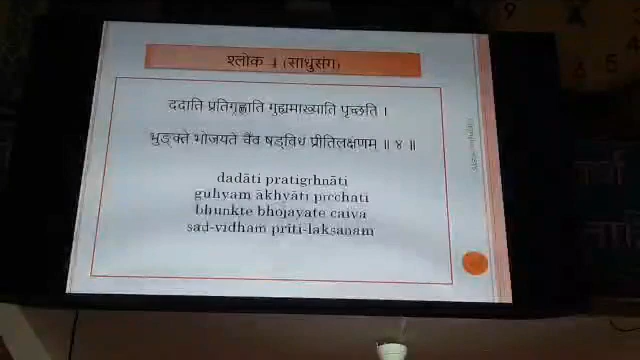 श्लोक 4 (साधुसंग)
ददाति प्रतिगृह्णाति गुह्यमाख्याति पृच्छति ।
भुङ्क्ते भोजयते चैव षड्विधं प्रीतिलक्षणम् ॥ ४ ॥
dadāti pratigṛhṇāti
guhyam ākhyāti pṛcchati
bhuṅkte bhojayate caiva
ṣaḍ-vidhaṁ prīti-lakṣaṇam